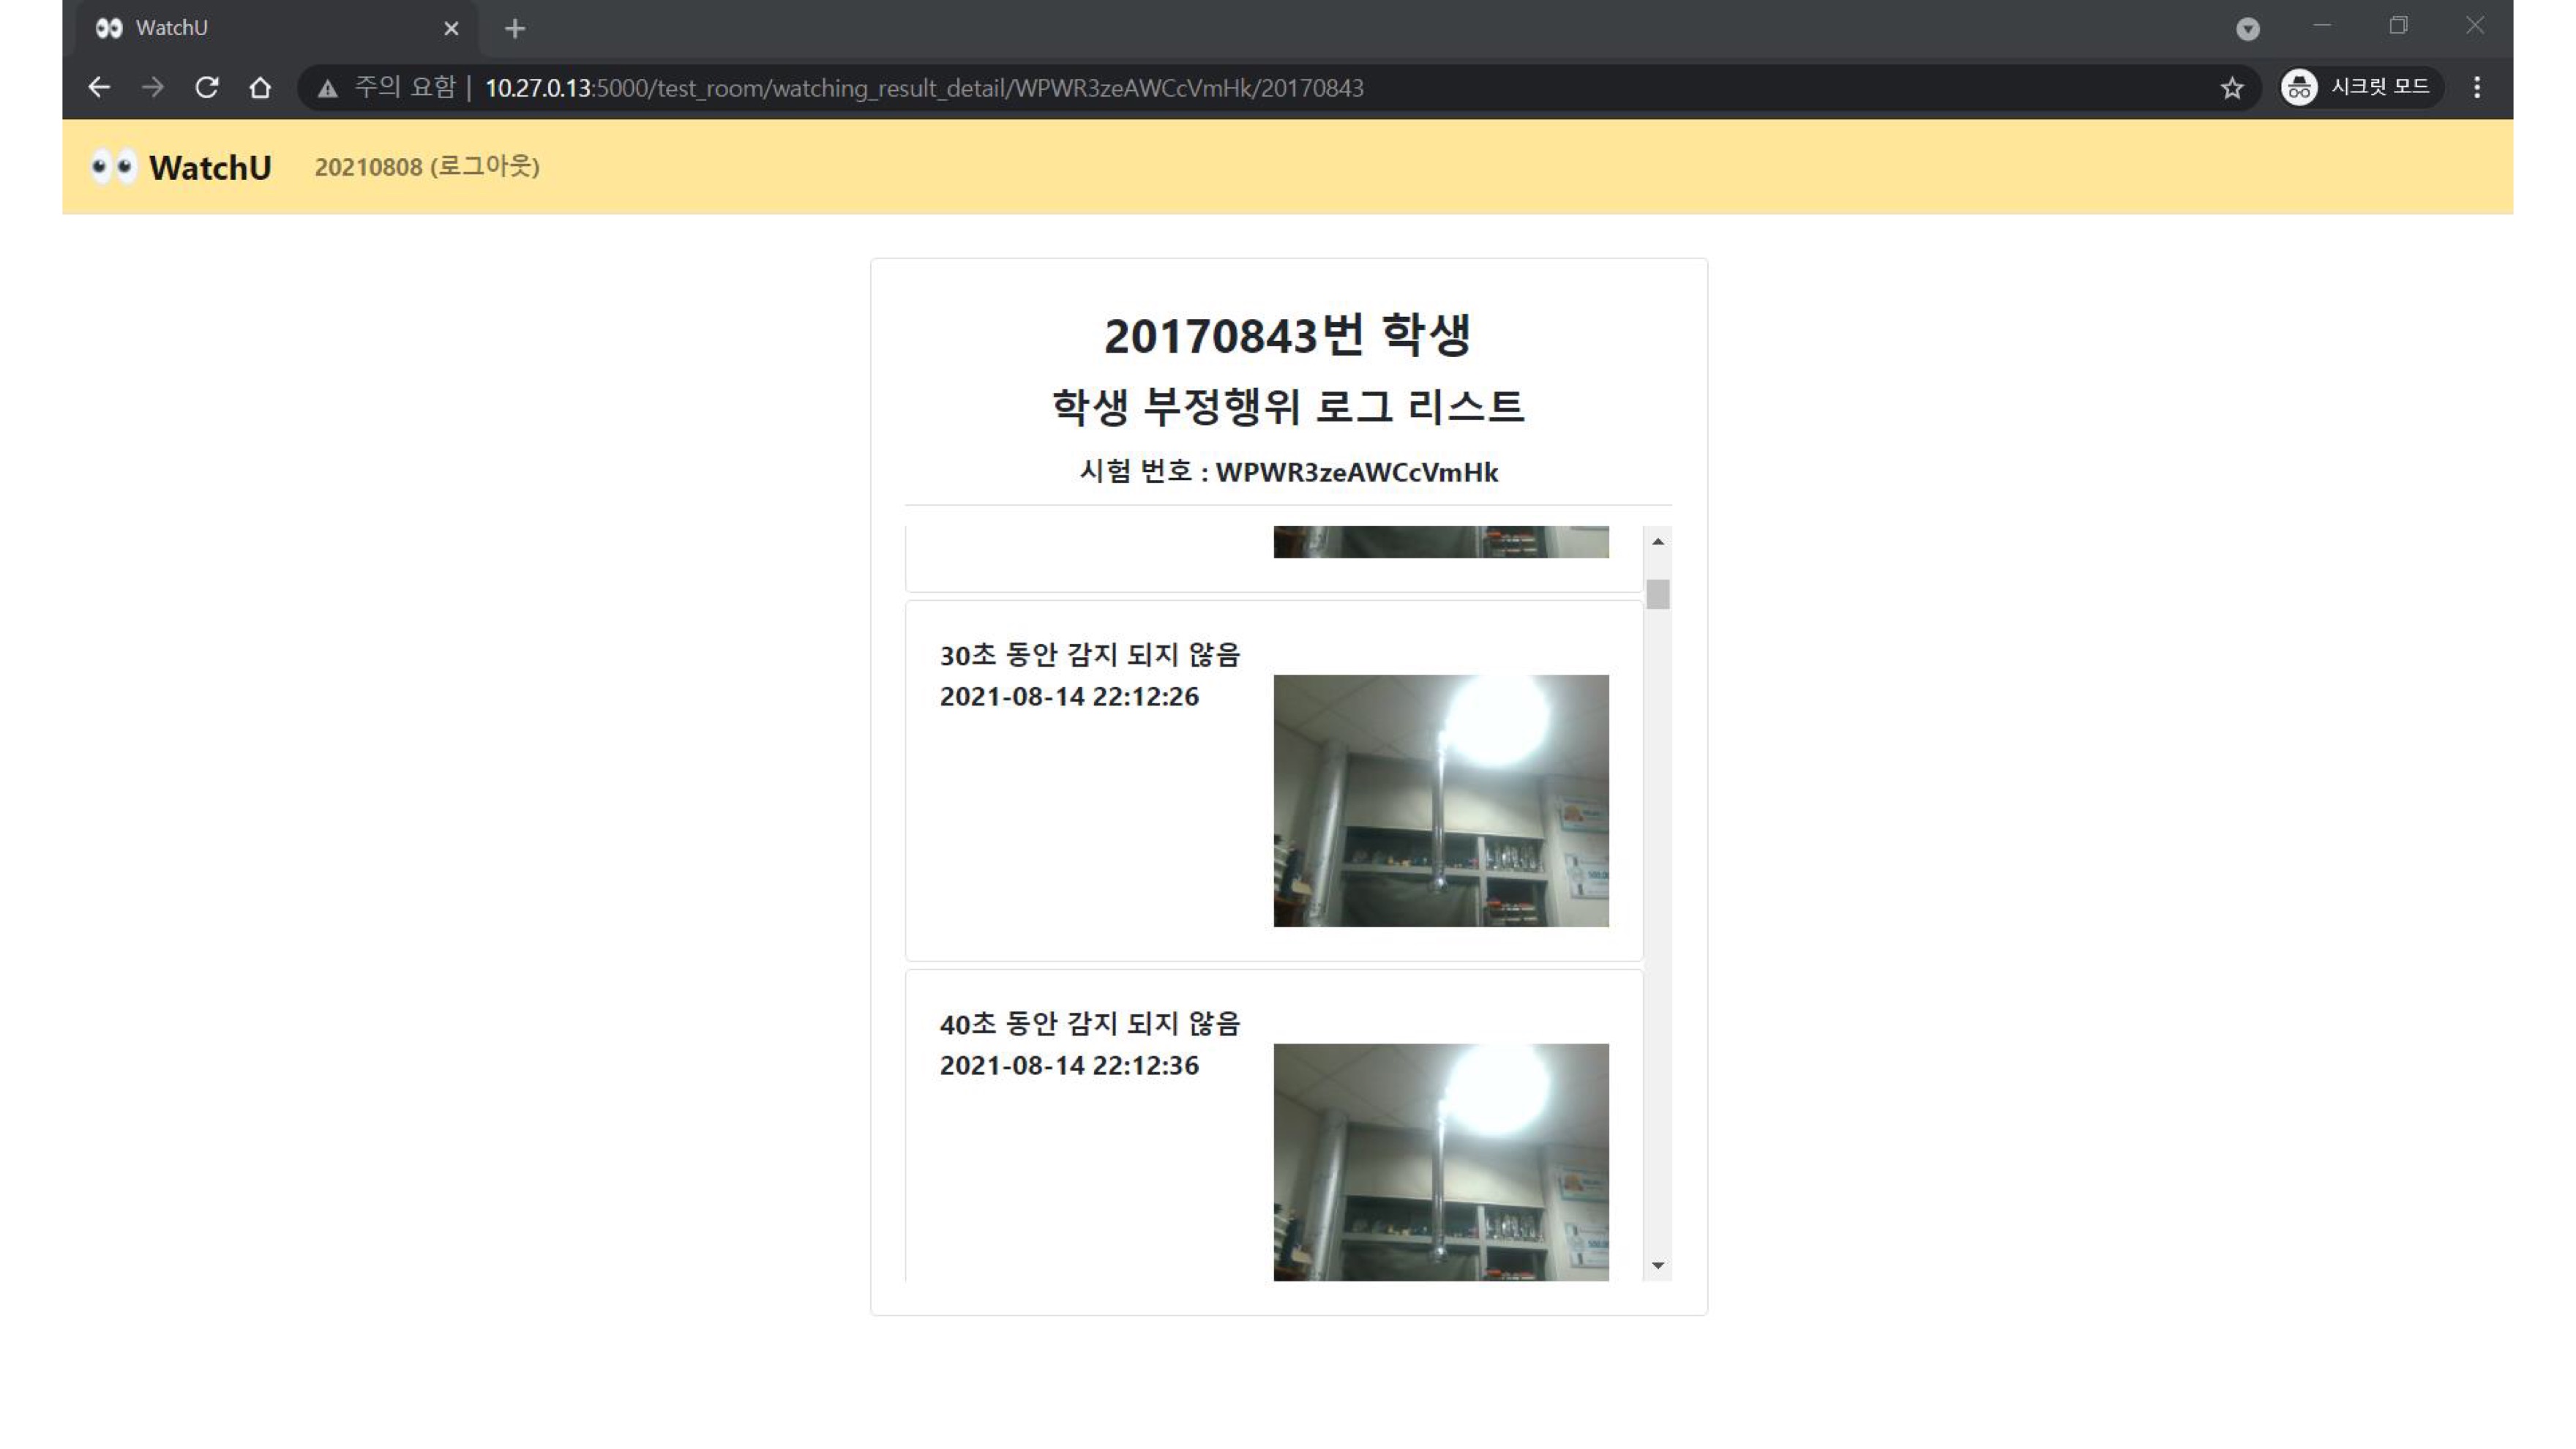 WatchU
주의 요함 | 10.27.0.13:5000/test_room/watching_result_detail/WPWR3zeAWCcVmHk/20170843
시크릿 모드
WatchU 20210808 (로그아웃)
20170843번 학생
학생 부정행위 로그 리스트
시험 번호 : WPWR3zeAWCcVmHk
30초 동안 감지 되지 않음
2021-08-14 22:12:26
40초 동안 감지 되지 않음
2021-08-14 22:12:36